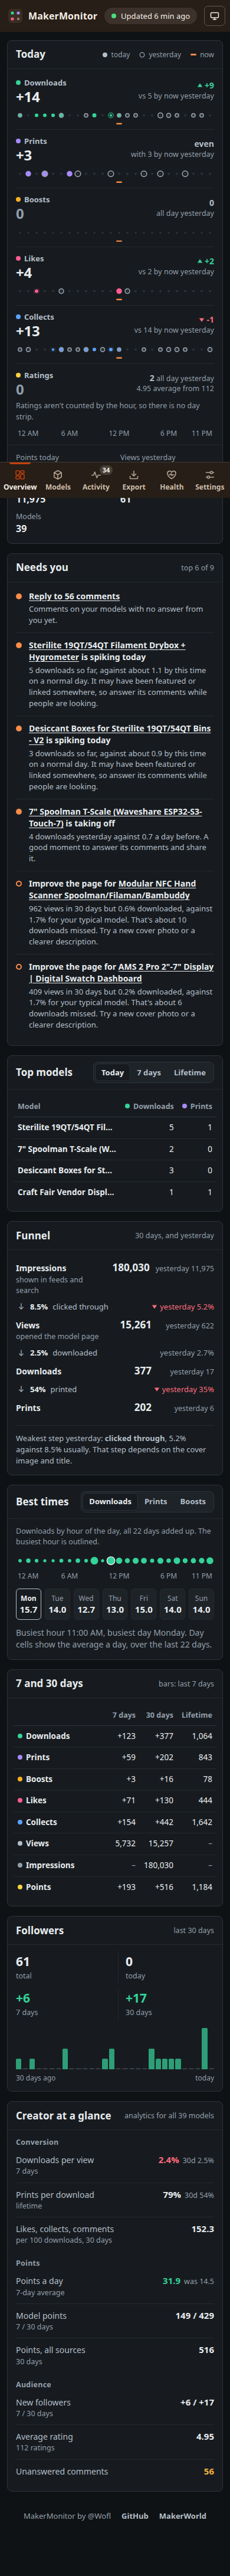 MakerMonitor
Updated 6 min ago
Today
today
yesterday
now
Downloads
+14
+9
vs 5 by now yesterday
Prints
+3
even
with 3 by now yesterday
Boosts
0
0
all day yesterday
Likes
+4
+2
vs 2 by now yesterday
Collects
+13
-1
vs 14 by now yesterday
Ratings
0
2 all day yesterday
4.95 average from 112
Ratings aren't counted by the hour, so there is no day
strip.
12 AM
6 AM
12 PM
6 PM
11 PM
Points today
Views yesterday
34
Overview
Models
Activity
Export
Health
Settings
11,975
61
Models
39
Needs you
top 6 of 9
Reply to 56 comments
Comments on your models with no answer from
you yet.
Sterilite 19QT/54QT Filament Drybox +
Hygrometer is spiking today
5 downloads so far, against about 1.1 by this time
on a normal day. It may have been featured or
linked somewhere, so answer its comments while
people are looking.
Desiccant Boxes for Sterilite 19QT/54QT Bins
- V2 is spiking today
3 downloads so far, against about 0.9 by this time
on a normal day. It may have been featured or
linked somewhere, so answer its comments while
people are looking.
7" Spoolman T-Scale (Waveshare ESP32-S3-
Touch-7) is taking off
4 downloads yesterday against 0.7 a day before. A
good moment to answer its comments and share
it.
Improve the page for Modular NFC Hand
Scanner Spoolman/Filaman/Bambuddy
962 views in 30 days but 0.6% downloaded, against
1.7% for your typical model. That's about 10
downloads missed. Try a new cover photo or a
clearer description.
Improve the page for AMS 2 Pro 2"-7" Display
| Digital Swatch Dashboard
409 views in 30 days but 0.2% downloaded, against
1.7% for your typical model. That's about 6
downloads missed. Try a new cover photo or a
clearer description.
Top models
Today
7 days
Lifetime
Model
Downloads
Prints
Sterilite 19QT/54QT Fil...
5
1
7" Spoolman T-Scale (W...
2
0
Desiccant Boxes for St...
3
0
Craft Fair Vendor Displ...
1
1
Funnel
30 days, and yesterday
Impressions
180,030
yesterday 11,975
shown in feeds and
search
8.5% clicked through
yesterday 5.2%
Views
15,261
yesterday 622
opened the model page
2.5% downloaded
yesterday 2.7%
Downloads
377
yesterday 17
54% printed
yesterday 35%
Prints
202
yesterday 6
Weakest step yesterday: clicked through, 5.2%
against 8.5% usually. That step depends on the cover
image and title.
Best times
Downloads
Prints
Boosts
Downloads by hour of the day, all 22 days added up. The
busiest hour is outlined.
12 AM
6 AM
12 PM
6 PM
11 PM
Mon
Tue
Wed
Thu
Fri
Sat
Sun
15.7
14.0
12.7
13.0
15.0
14.0
14.0
Busiest hour 11:00 AM, busiest day Monday. Day
cells show the average a day, over the last 22 days.
7 and 30 days
bars: last 7 days
7 days
30 days
Lifetime
Downloads
+123
+377
1,064
Prints
+59
+202
843
Boosts
+3
+16
78
Likes
+71
+130
444
Collects
+154
+442
1,642
Views
5,732
15,257
–
Impressions
–
180,030
–
Points
+193
+516
1,184
Followers
last 30 days
61
total
0
today
+6
7 days
+17
30 days
30 days ago
today
Creator at a glance
analytics for all 39 models
Conversion
Downloads per view
2.4% 30d 2.5%
7 days
Prints per download
79% 30d 54%
lifetime
Likes, collects, comments
152.3
per 100 downloads, 30 days
Points
Points a day
31.9 was 14.5
7-day average
Model points
149 / 429
7 / 30 days
Points, all sources
516
30 days
Audience
New followers
+6 / +17
7 / 30 days
Average rating
4.95
112 ratings
Unanswered comments
56
MakerMonitor by @Wofl
GitHub
MakerWorld